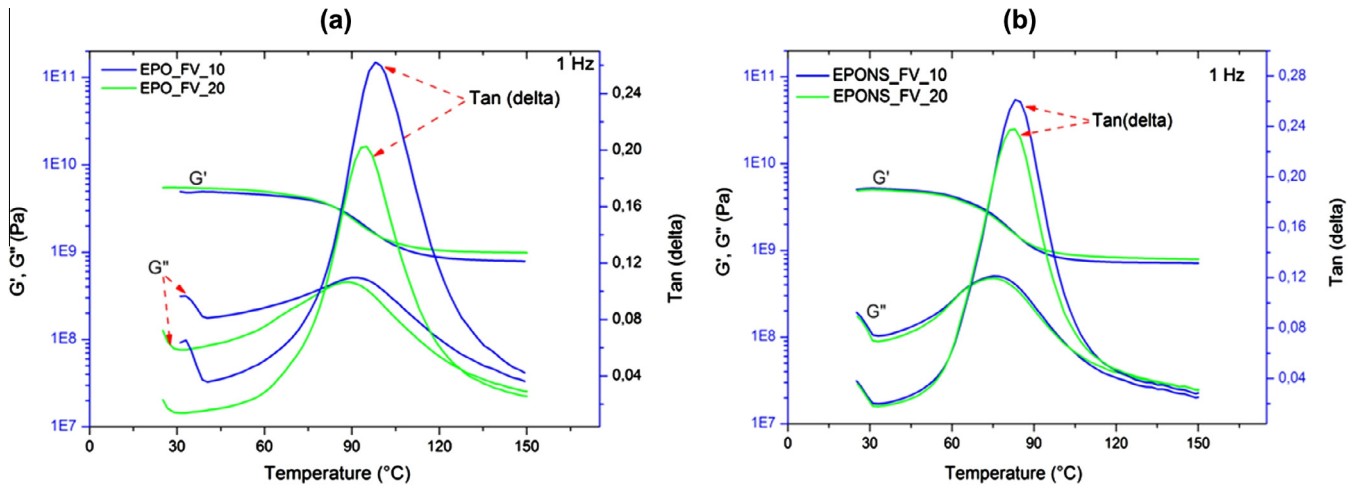 (a)
EPO_FV_10
EPO_FV_20
1 Hz
Tan (delta)
G'
G"
1E11
1E10
1E9
1E8
1E7
G', G" (Pa)
0,24
0,20
0,16
0,12
0,08
0,04
Tan (delta)
0 30 60 90 120 150
Temperature (°C)
(b)
EPONS_FV_10
EPONS_FV_20
1 Hz
Tan(delta)
G'
G"
1E11
1E10
1E9
1E8
1E7
G', G" (Pa)
0,28
0,24
0,20
0,16
0,12
0,08
0,04
Tan (delta)
0 30 60 90 120 150
Temperature (°C)